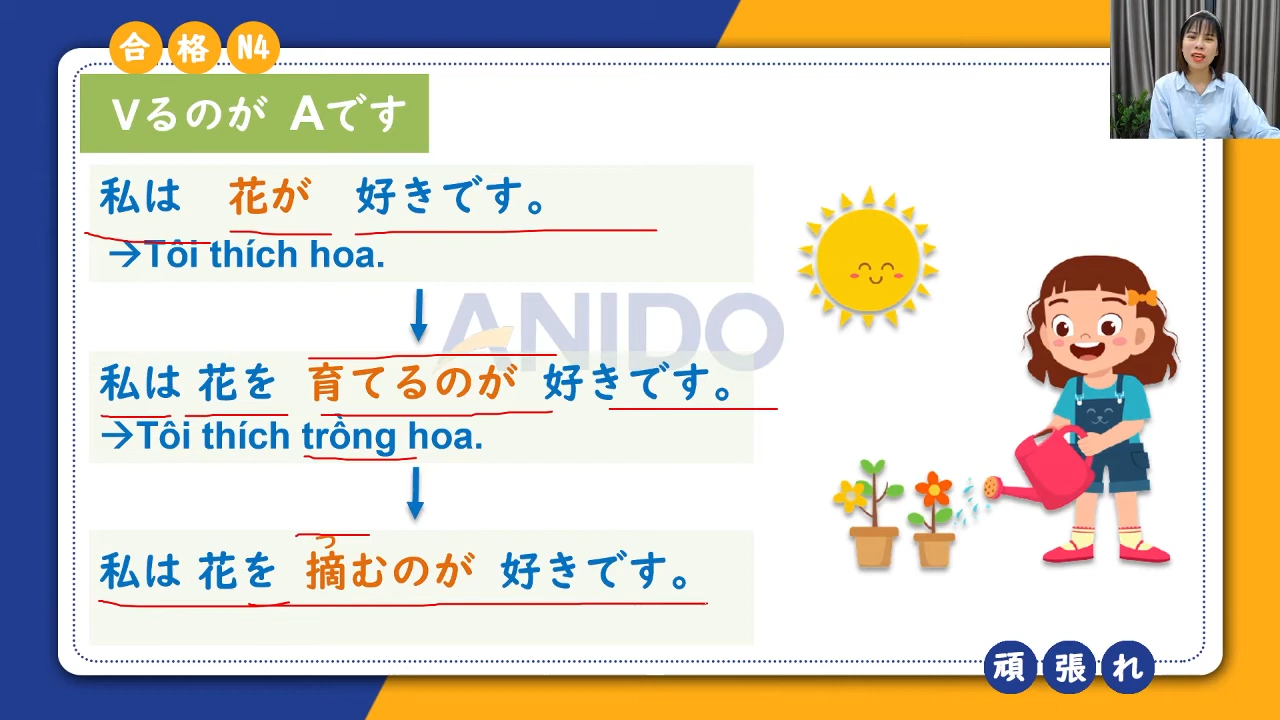 合格N4
Vるのが Aです
私は 花が 好きです。
→Tôi thích hoa.
ANIDO
私は 花を 育てるのが 好きです。
→Tôi thích trồng hoa.
つ
私は 花を 摘むのが 好きです。
頑張れ